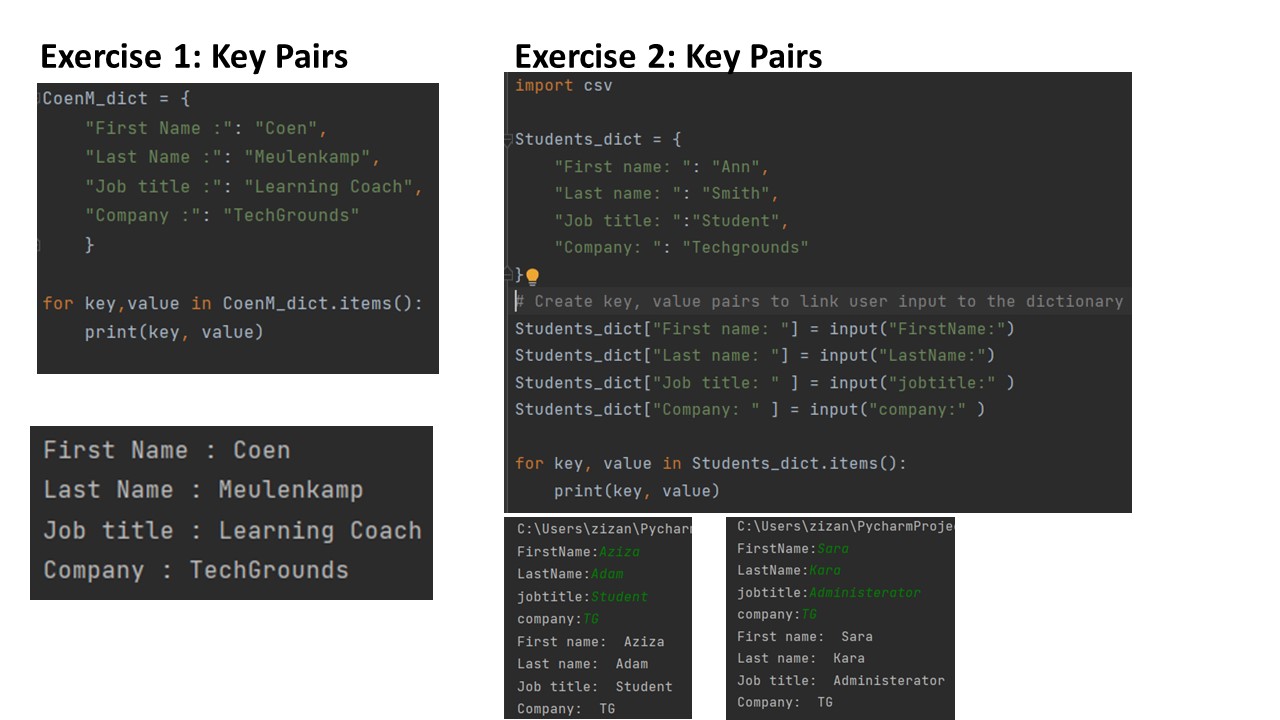 Exercise 1: Key Pairs
CoenM_dict = {
    "First Name :": "Coen",
    "Last Name :": "Meulenkamp",
    "Job title :": "Learning Coach",
    "Company :": "TechGrounds"
    }
for key,value in CoenM_dict.items():
    print(key, value)
First Name : Coen
Last Name : Meulenkamp
Job title : Learning Coach
Company : TechGrounds
Exercise 2: Key Pairs
import csv
Students_dict = {
    "First name: ": "Ann",
    "Last name: ": "Smith",
    "Job title: ":"Student",
    "Company: ": "Techgrounds"
}
# Create key, value pairs to link user input to the dictionary
Students_dict["First name: "] = input("FirstName:")
Students_dict["Last name: "] = input("LastName:")
Students_dict["Job title: " ] = input("jobtitle:" )
Students_dict["Company: " ] = input("company:" )
for key, value in Students_dict.items():
    print(key, value)
C:\Users\zizan\Pychar
FirstName:Aziza
LastName:Adam
jobtitle:Student
company:TG
First name:  Aziza
Last name:  Adam
Job title:  Student
Company:  TG
C:\Users\zizan\PycharmProje
FirstName:Sara
LastName:Kara
jobtitle:Administerator
company:TG
First name:  Sara
Last name:  Kara
Job title:  Administerator
Company:  TG